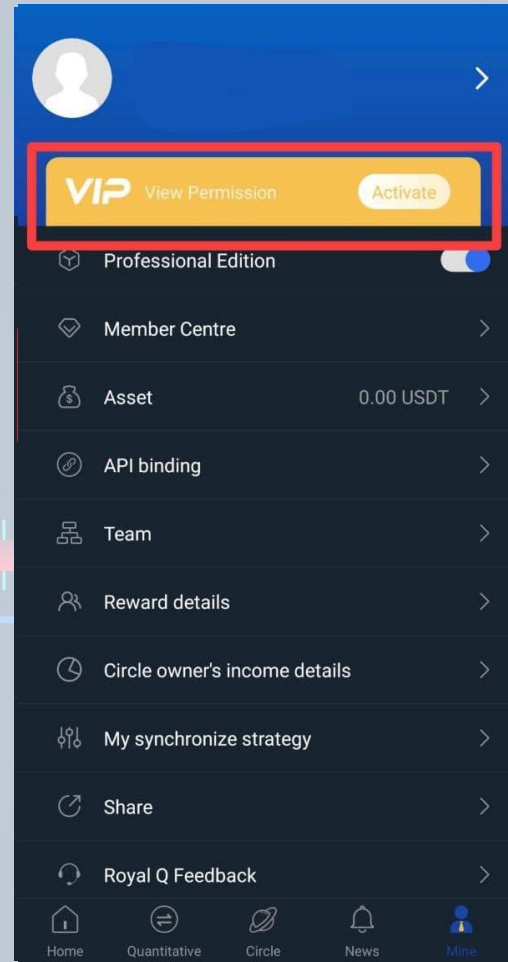 VIP View Permission Activate
Professional Edition
Member Centre
Asset 0.00 USDT
API binding
Team
Reward details
Circle owner's income details
My synchronize strategy
Share
Royal Q Feedback
Home Quantitative Circle News Mine